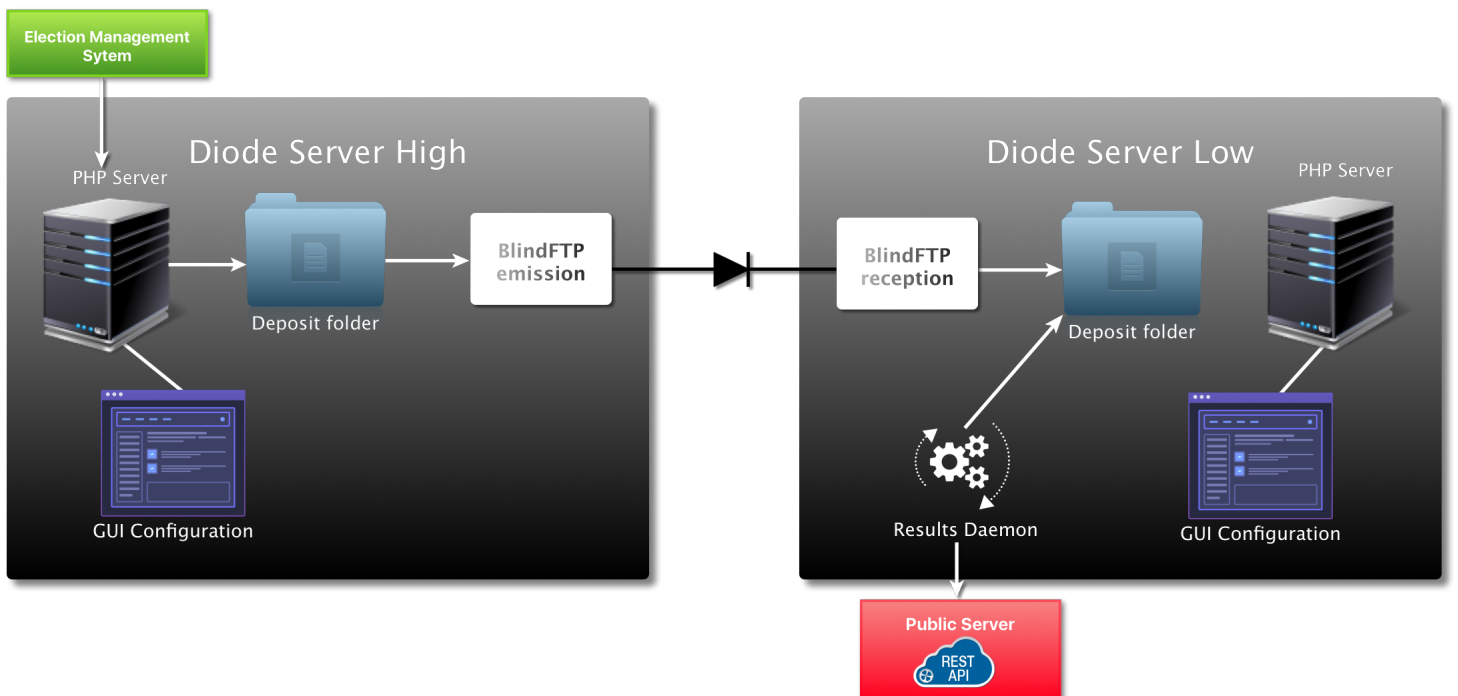 Election Management
Sytem
Diode Server High
PHP Server
Deposit folder
BlindFTP
emission
GUI Configuration
Diode Server Low
PHP Server
BlindFTP
reception
Deposit folder
Results Daemon
GUI Configuration
Public Server
REST
API